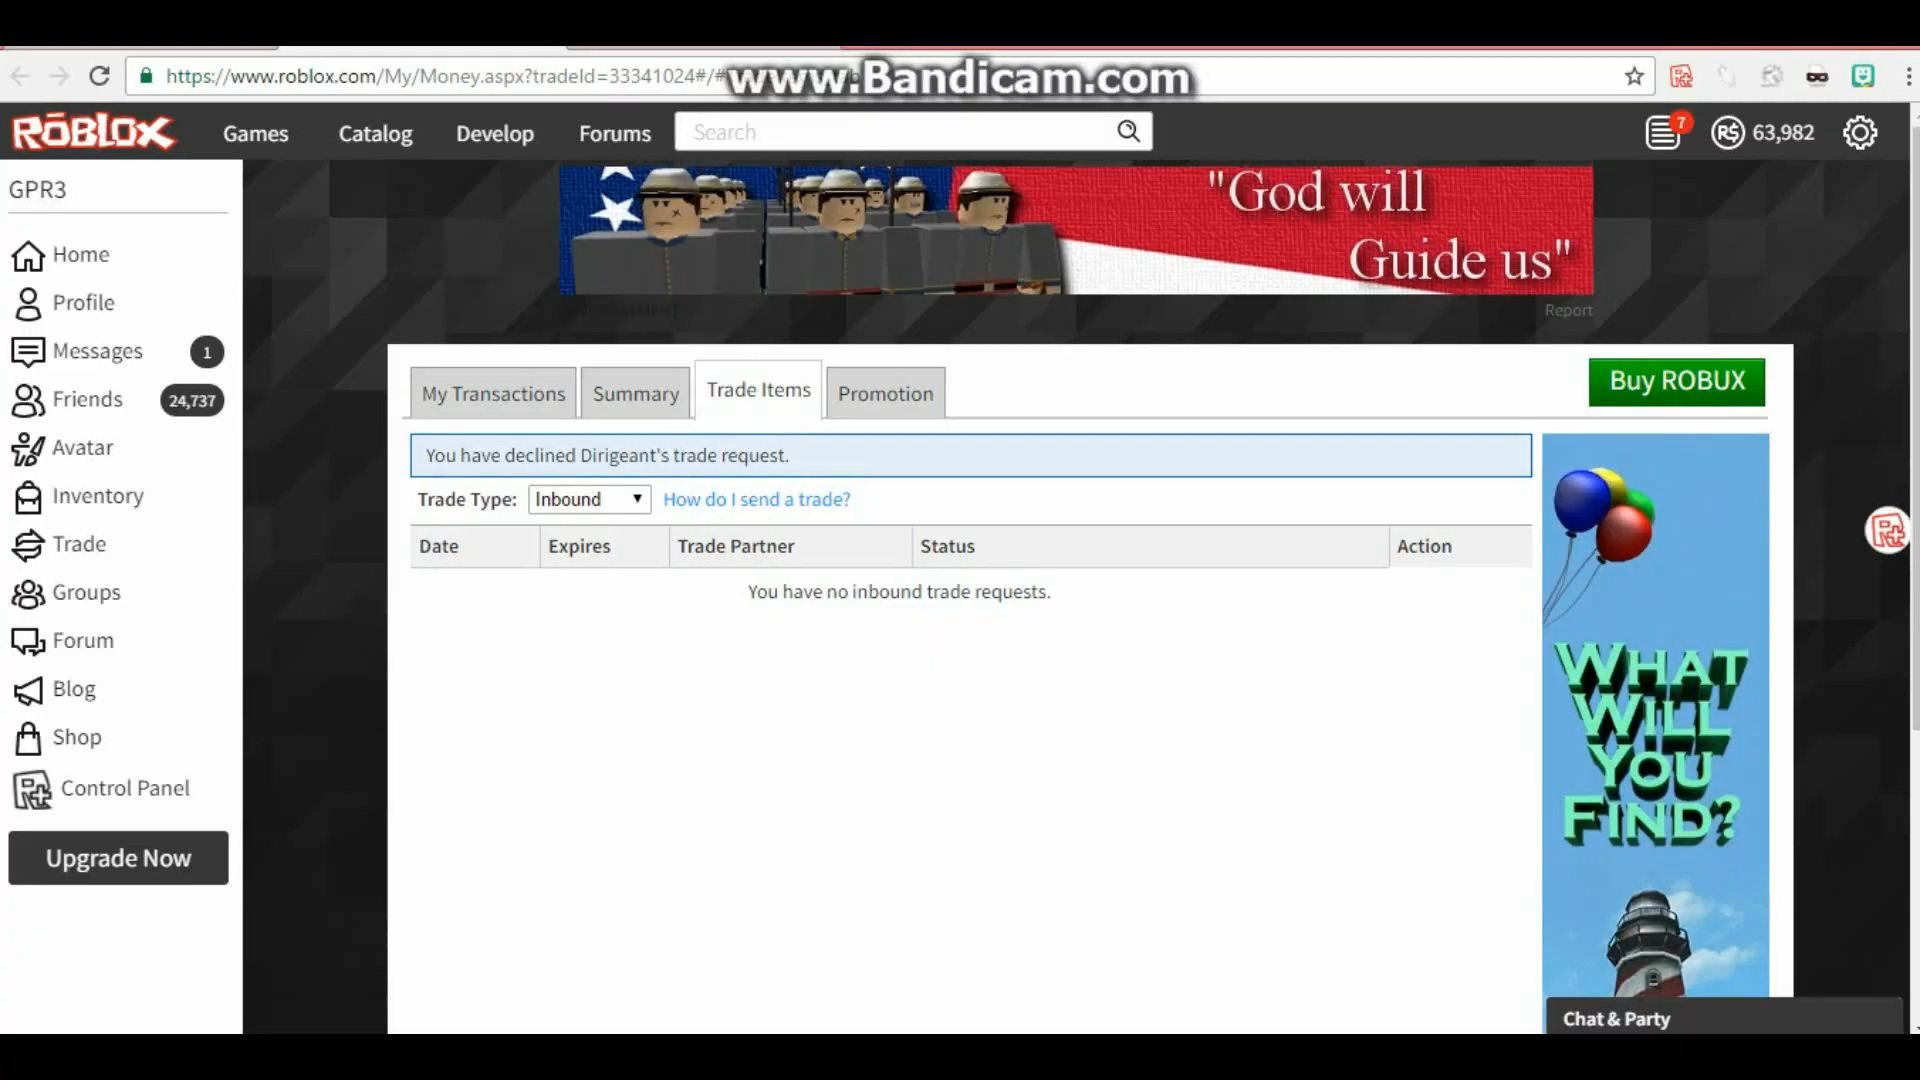 https://www.roblox.com/My/Money.aspx?tradeId=33341024#/#
www.Bandicam.com
ROBLOX
Games
Catalog
Develop
Forums
Search
7
R$ 63,982
GPR3
Home
Profile
Messages
1
Friends
24,737
Avatar
Inventory
Trade
Groups
Forum
Blog
Shop
Control Panel
Upgrade Now
"God will
Guide us"
Report
My Transactions
Summary
Trade Items
Promotion
Buy ROBUX
You have declined Dirigeant's trade request.
Trade Type:
Inbound
How do I send a trade?
Date
Expires
Trade Partner
Status
Action
You have no inbound trade requests.
WHAT
WILL
YOU
FIND?
Chat & Party